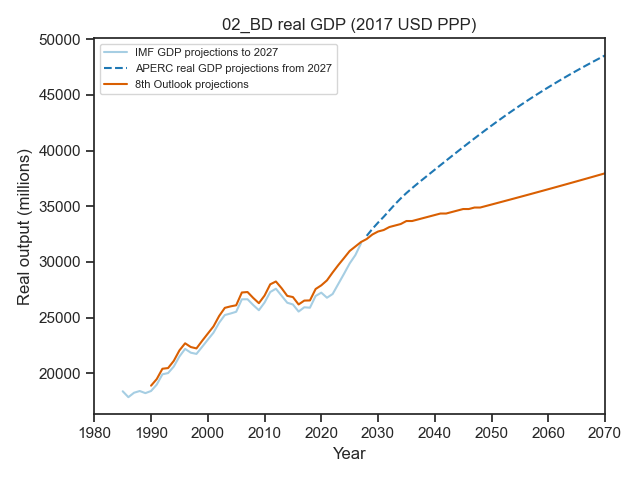 02_BD real GDP (2017 USD PPP)
IMF GDP projections to 2027
APERC real GDP projections from 2027
8th Outlook projections
Real output (millions)
50000
45000
40000
35000
30000
25000
20000
1980 1990 2000 2010 2020 2030 2040 2050 2060 2070
Year